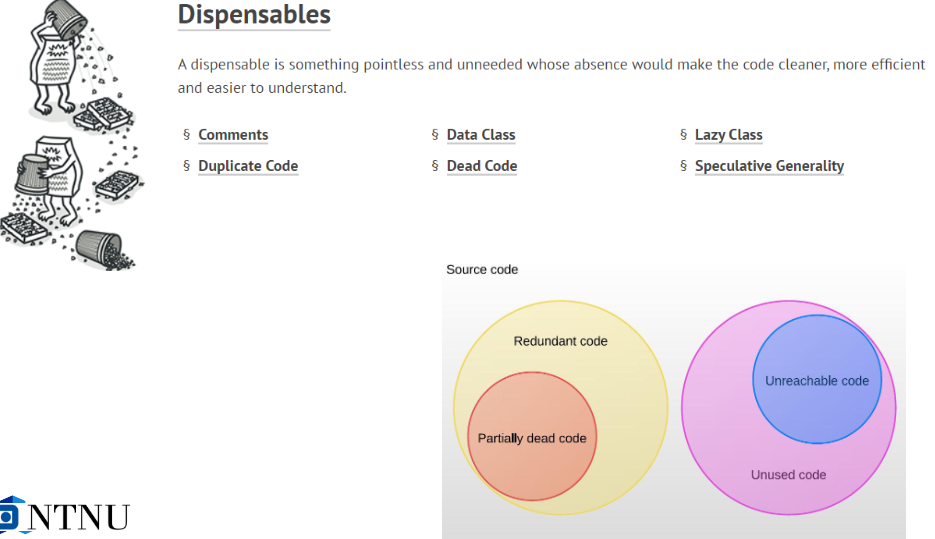 Dispensables
A dispensable is something pointless and unneeded whose absence would make the code cleaner, more efficient
and easier to understand.
§ Comments
§ Data Class
§ Lazy Class
§ Duplicate Code
§ Dead Code
§ Speculative Generality
Source code
Redundant code
Partially dead code
Unreachable code
Unused code
NTNU